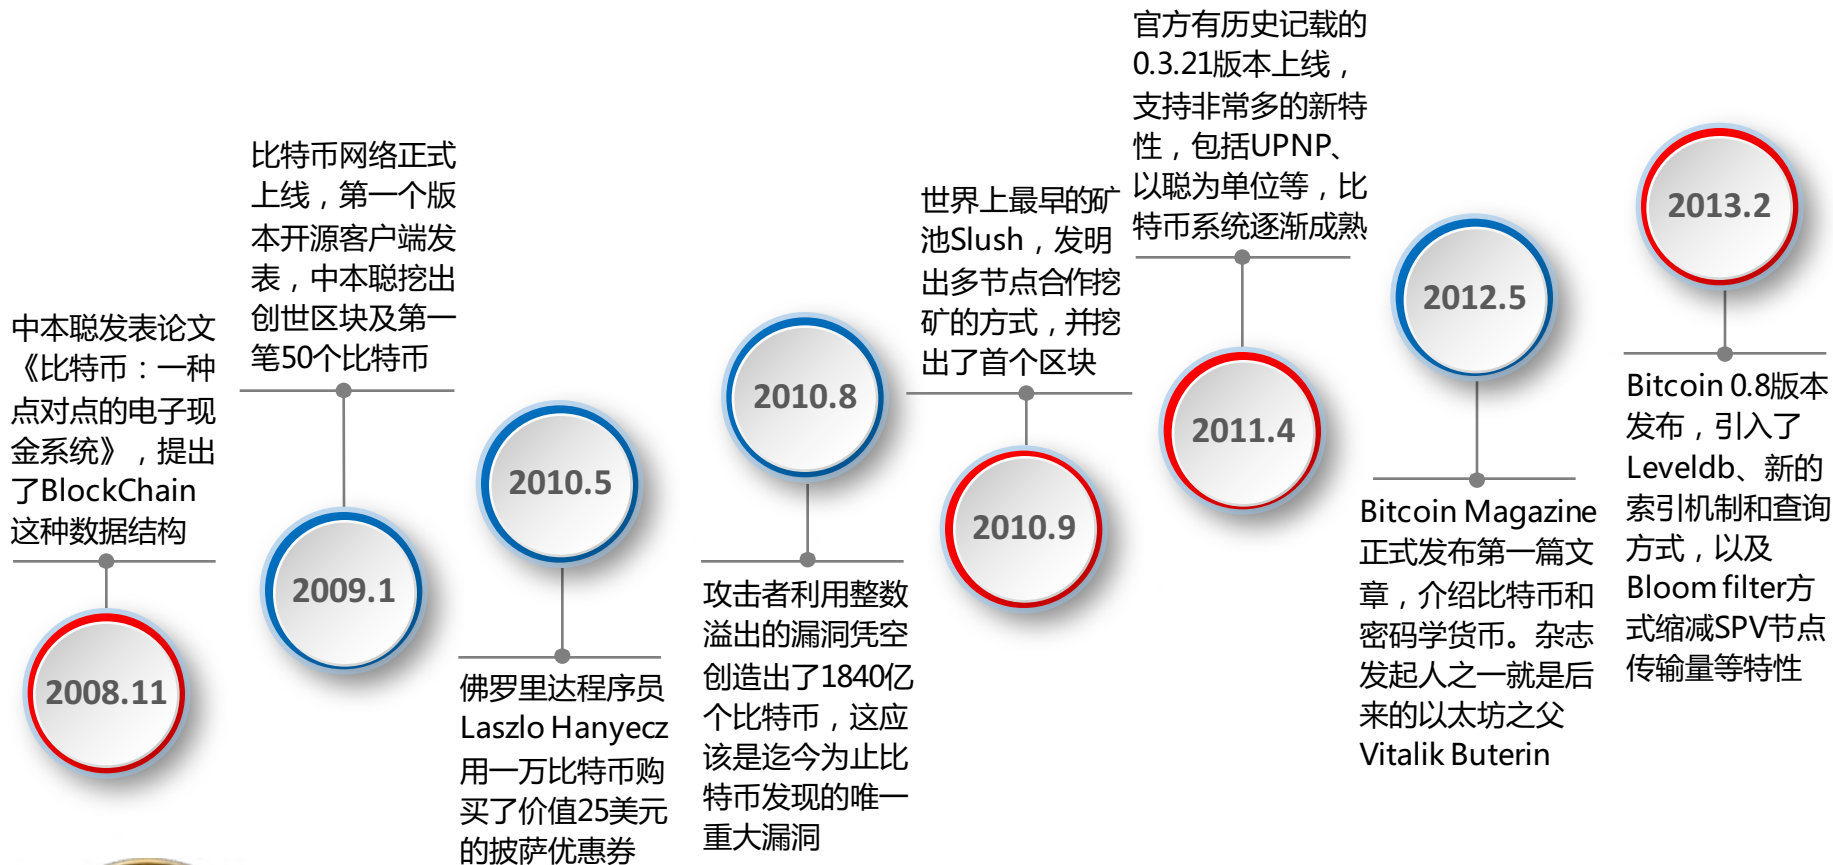 中本聪发表论文
《比特币：一种
点对点的电子现
金系统》，提出
了BlockChain
这种数据结构
2008.11
比特币网络正式
上线，第一个版
本开源客户端发
表，中本聪挖出
创世区块及第一
笔50个比特币
2009.1
2010.5
佛罗里达程序员
Laszlo Hanyecz
用一万比特币购
买了价值25美元
的披萨优惠券
2010.8
攻击者利用整数
溢出的漏洞凭空
创造出了1840亿
个比特币，这应
该是迄今为止比
特币发现的唯一
重大漏洞
世界上最早的矿
池Slush，发明
出多节点合作挖
矿的方式，并挖
出了首个区块
2010.9
官方有历史记载的
0.3.21版本上线，
支持非常多的新特
性，包括UPNP、
以聪为单位等，比
特币系统逐渐成熟
2011.4
2012.5
Bitcoin Magazine
正式发布第一篇文
章，介绍比特币和
密码学货币。杂志
发起人之一就是后
来的以太坊之父
Vitalik Buterin
2013.2
Bitcoin 0.8版本
发布，引入了
Leveldb、新的
索引机制和查询
方式，以及
Bloom filter方
式缩减SPV节点
传输量等特性